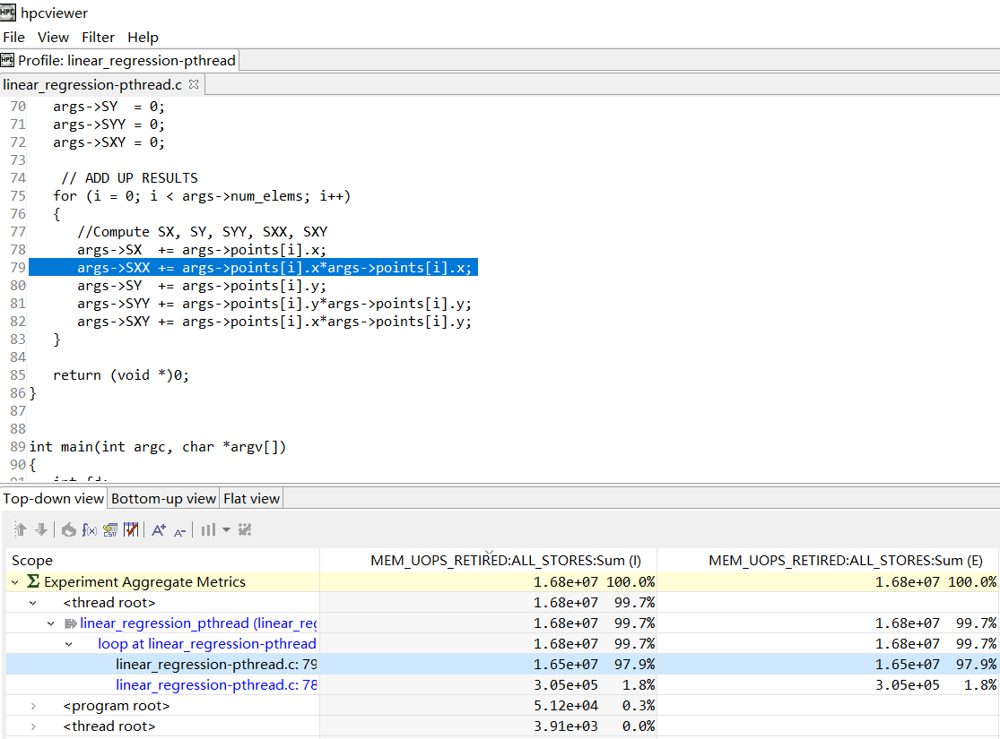 HPC hpcviewer
File View Filter Help
HPC Profile: linear_regression-pthread
linear_regression-pthread.c
70 args->SY  = 0;
71 args->SYY = 0;
72 args->SXY = 0;
73
74 // ADD UP RESULTS
75 for (i = 0; i < args->num_elems; i++)
76 {
77 //Compute SX, SY, SYY, SXX, SXY
78 args->SX  += args->points[i].x;
79 args->SXX += args->points[i].x*args->points[i].x;
80 args->SY  += args->points[i].y;
81 args->SYY += args->points[i].y*args->points[i].y;
82 args->SXY += args->points[i].x*args->points[i].y;
83 }
84
85 return (void *)0;
86 }
87
88
89 int main(int argc, char *argv[])
90 {
Top-down view Bottom-up view Flat view
f(x) CSV A+ A-
Scope MEM_UOPS_RETIRED:ALL_STORES:Sum (I) MEM_UOPS_RETIRED:ALL_STORES:Sum (E)
Σ Experiment Aggregate Metrics 1.68e+07 100.0% 1.68e+07 100.0%
<thread root> 1.68e+07 99.7%
linear_regression_pthread (linear_reg 1.68e+07 99.7% 1.68e+07 99.7%
loop at linear_regression-pthread 1.68e+07 99.7% 1.68e+07 99.7%
linear_regression-pthread.c: 79 1.65e+07 97.9% 1.65e+07 97.9%
linear_regression-pthread.c: 78 3.05e+05 1.8% 3.05e+05 1.8%
<program root> 5.12e+04 0.3%
<thread root> 3.91e+03 0.0%